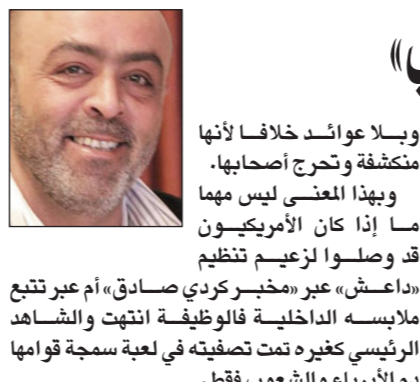 ب»
وبلا عوائد خلافا لأنها
منكشفة وتحرج أصحابها.
وبهذا المعنى ليس مهما
ما إذا كان الأمريكيون
قد وصلوا لزعيم تنظيم
«داعش» عبر «مخبر كردي صادق» أم عبر تتبع
ملابسه الداخلية فالوظيفة انتهت والشاهد
الرئيسي كغيره تمت تصفيته في لعبة سمجة قوامها
دم الأبرياء والشعوب فقط.